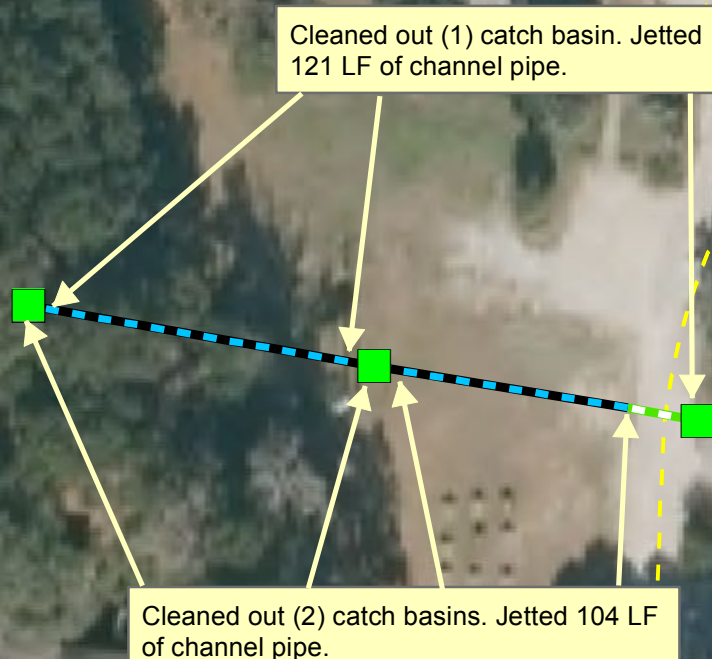 Cleaned out (1) catch basin. Jetted
121 LF of channel pipe.
Cleaned out (2) catch basins. Jetted 104 LF
of channel pipe.